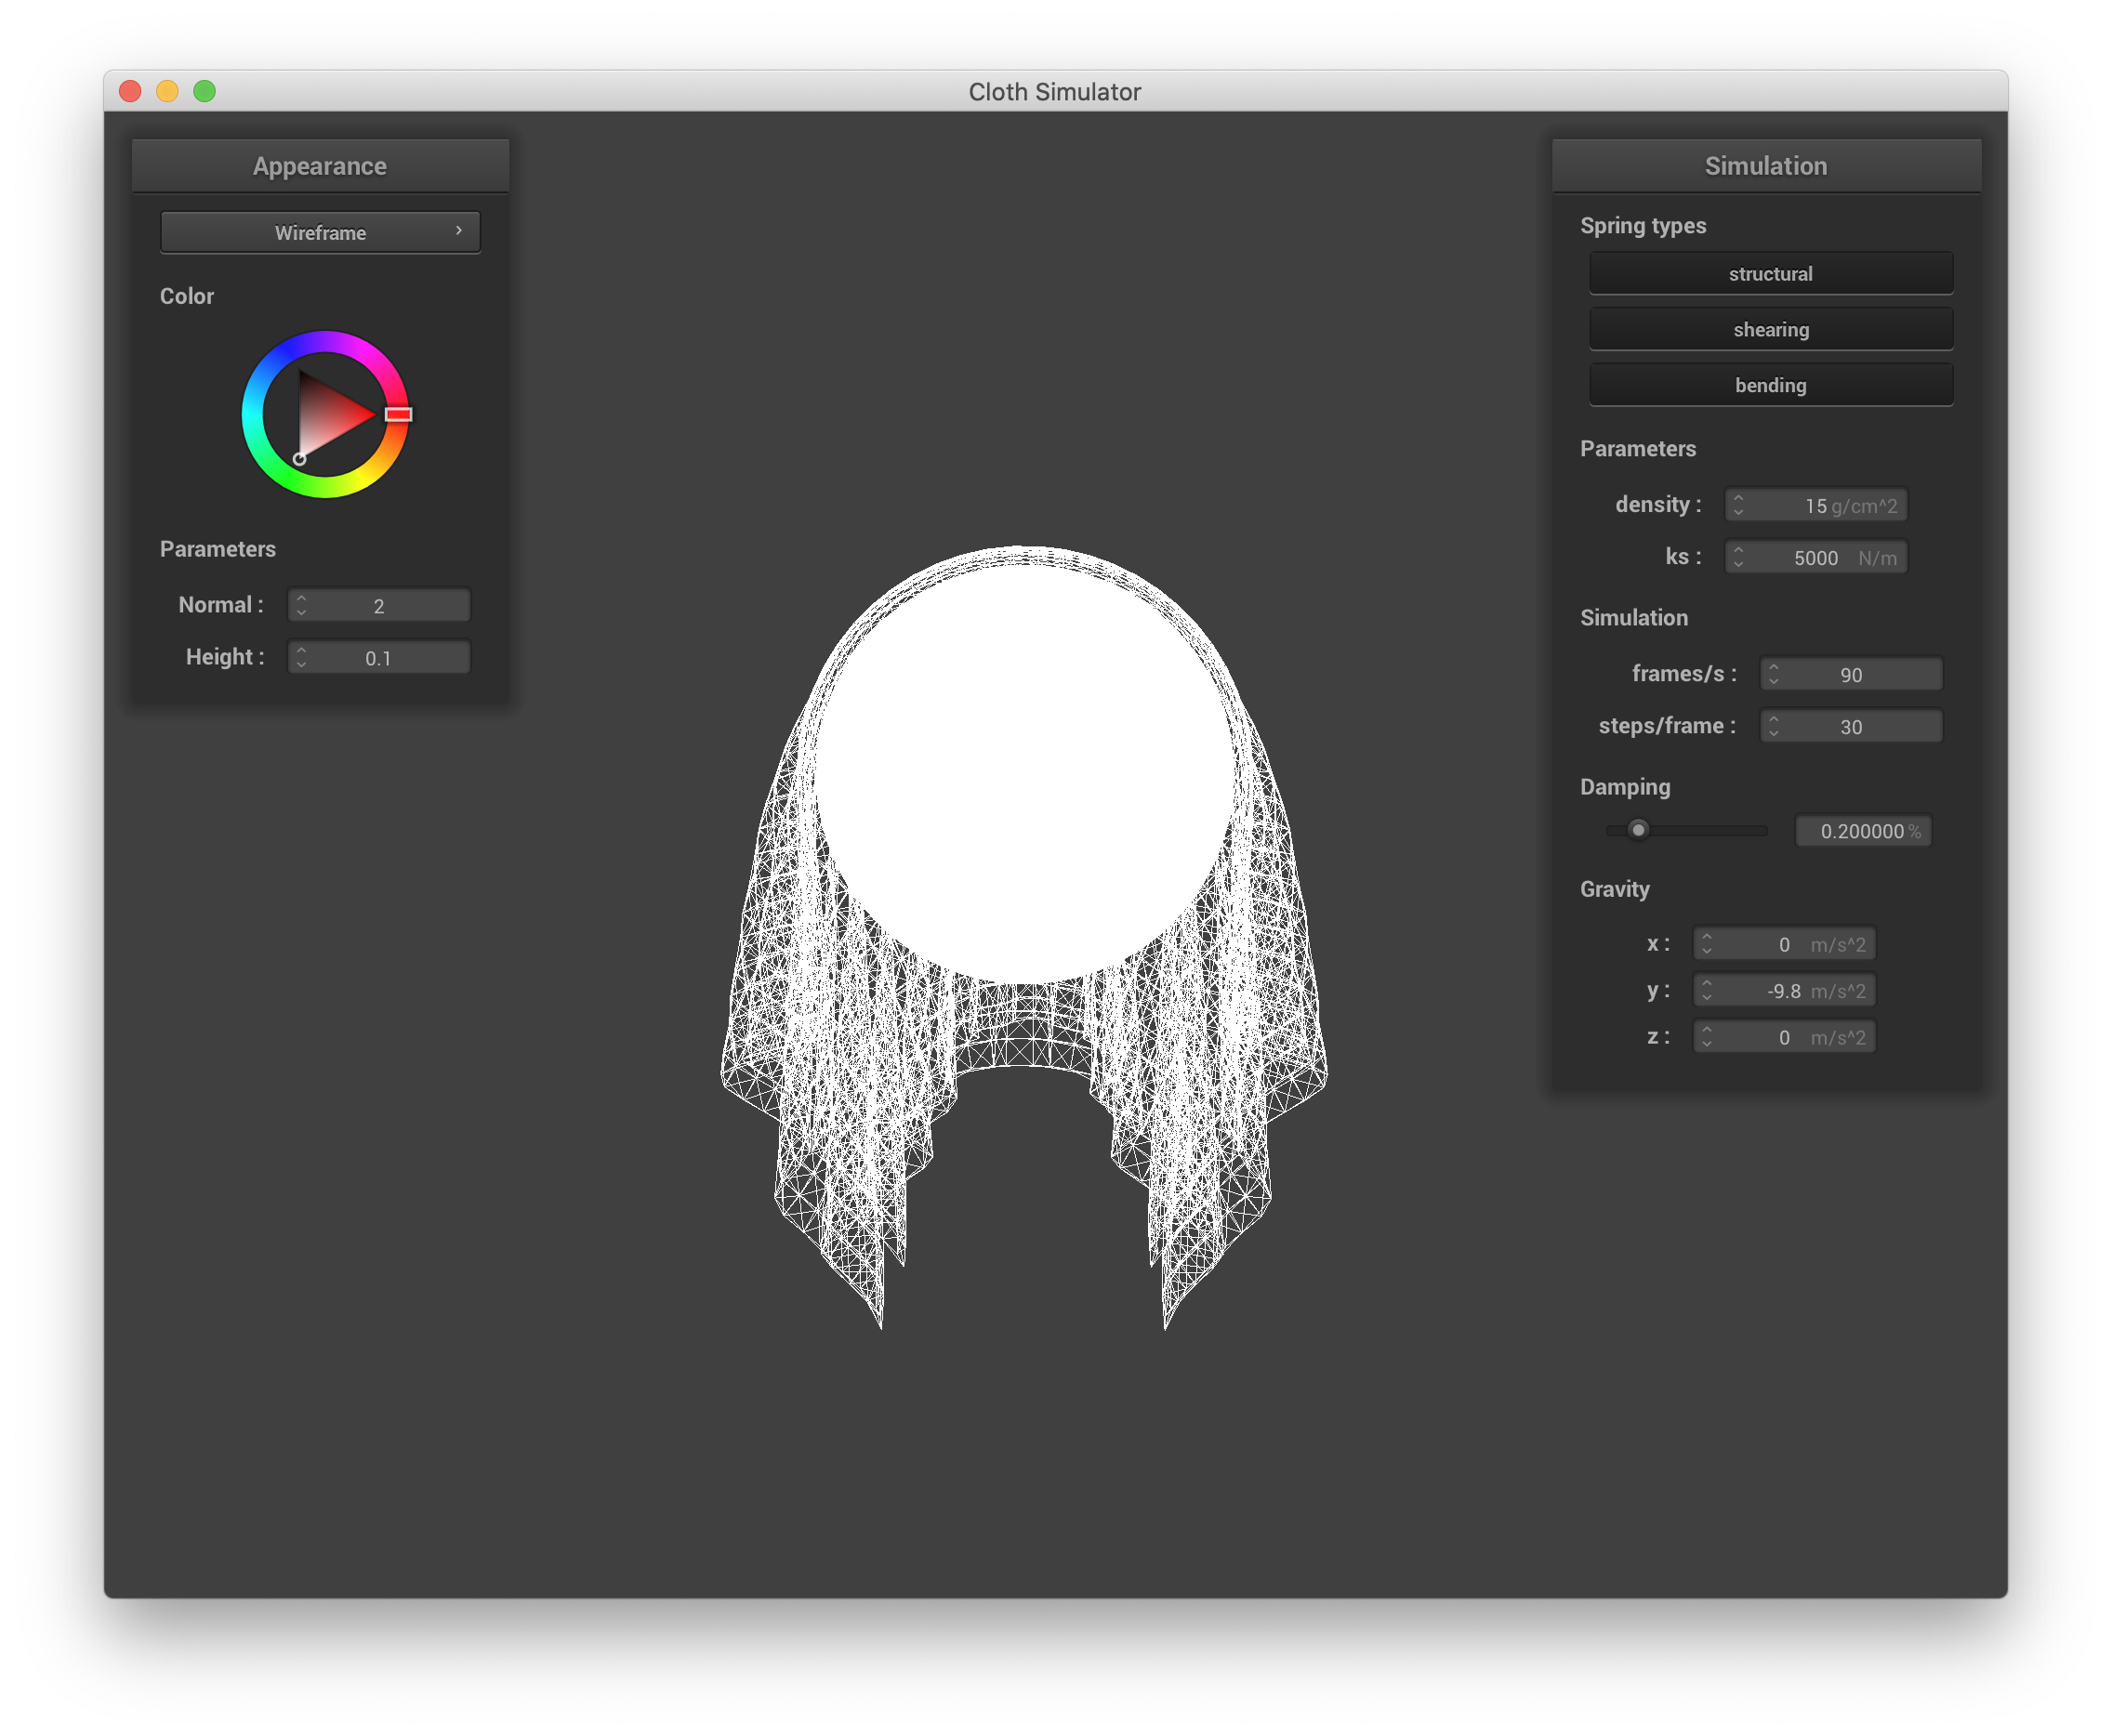 Cloth Simulator
Appearance
Wireframe ›
Color
Parameters
Normal : 2
Height : 0.1
Simulation
Spring types
structural
shearing
bending
Parameters
density : 15 g/cm^2
ks : 5000 N/m
Simulation
frames/s : 90
steps/frame : 30
Damping
0.200000 %
Gravity
x : 0 m/s^2
y : -9.8 m/s^2
z : 0 m/s^2